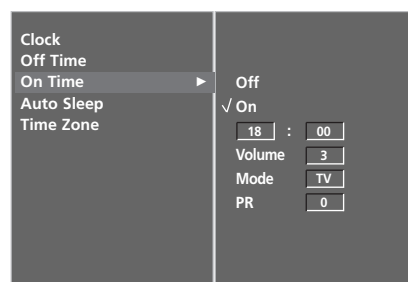 Clock
Off Time
On Time ►
Auto Sleep
Time Zone
Off
√ On
18 : 00
Volume 3
Mode TV
PR 0